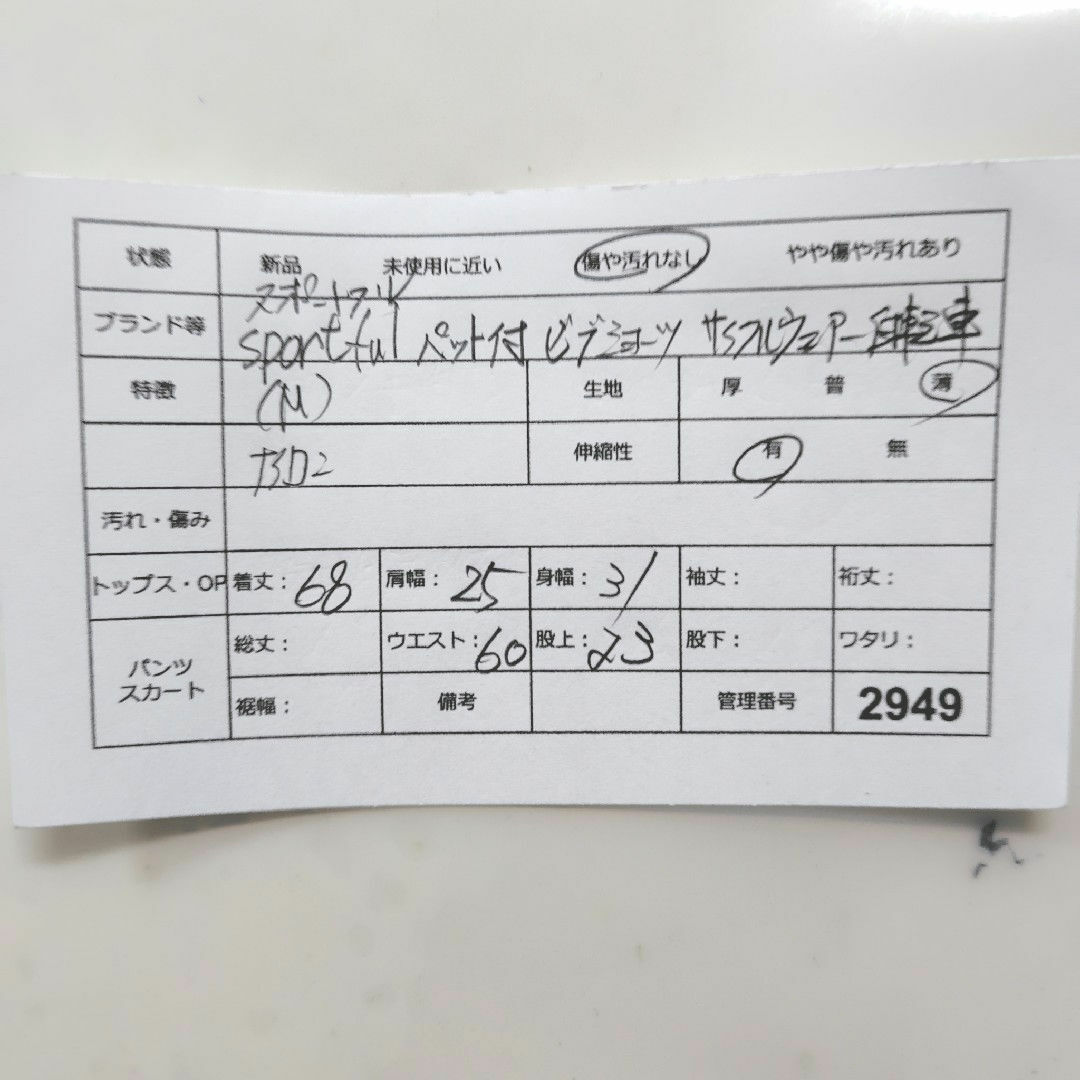 状態 新品 未使用に近い 傷や汚れなし やや傷や汚れあり
スポートフル
ブランド等 sportful パット付 ビブショーツ サイクルウェアー 自転車
特徴 (M) 生地 厚 普 薄
伸縮性 有 無
汚れ・傷み
トップス・OP 着丈: 68 肩幅: 25 身幅: 31 袖丈: 裄丈:
パンツ スカート 総丈: ウエスト: 60 股上: 23 股下: ワタリ:
裾幅: 備考 管理番号 2949